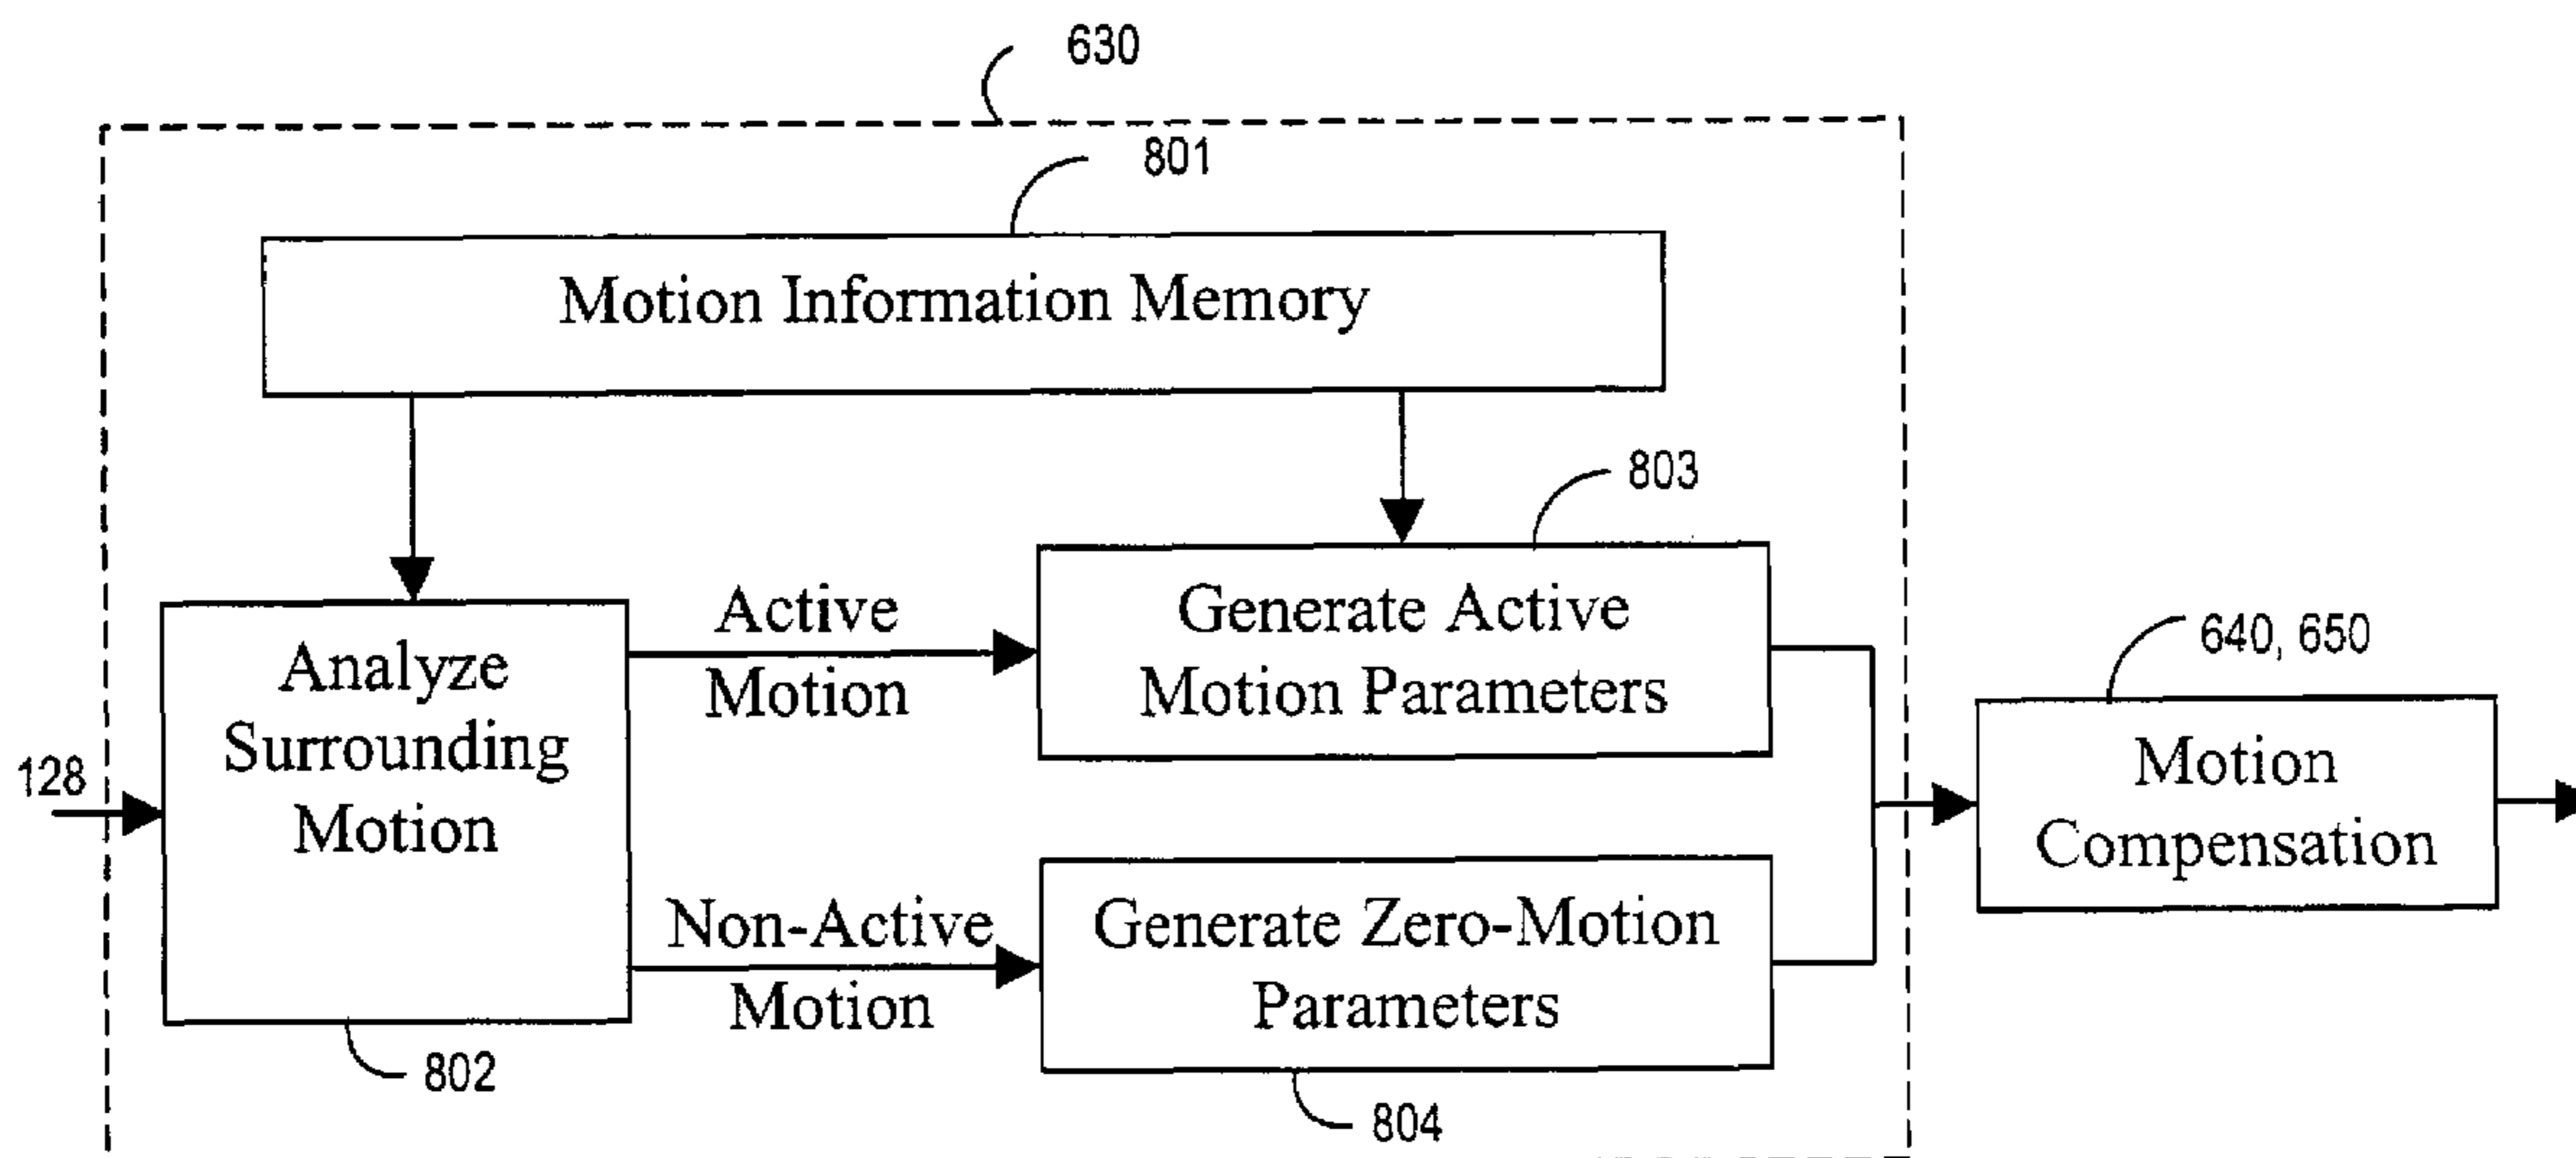 630
801
Motion Information Memory
803
Active
Motion
Generate Active
Motion Parameters
640, 650
Analyze
Surrounding
Motion
128
Motion
Compensation
Non-Active
Motion
Generate Zero-Motion
Parameters
802
804